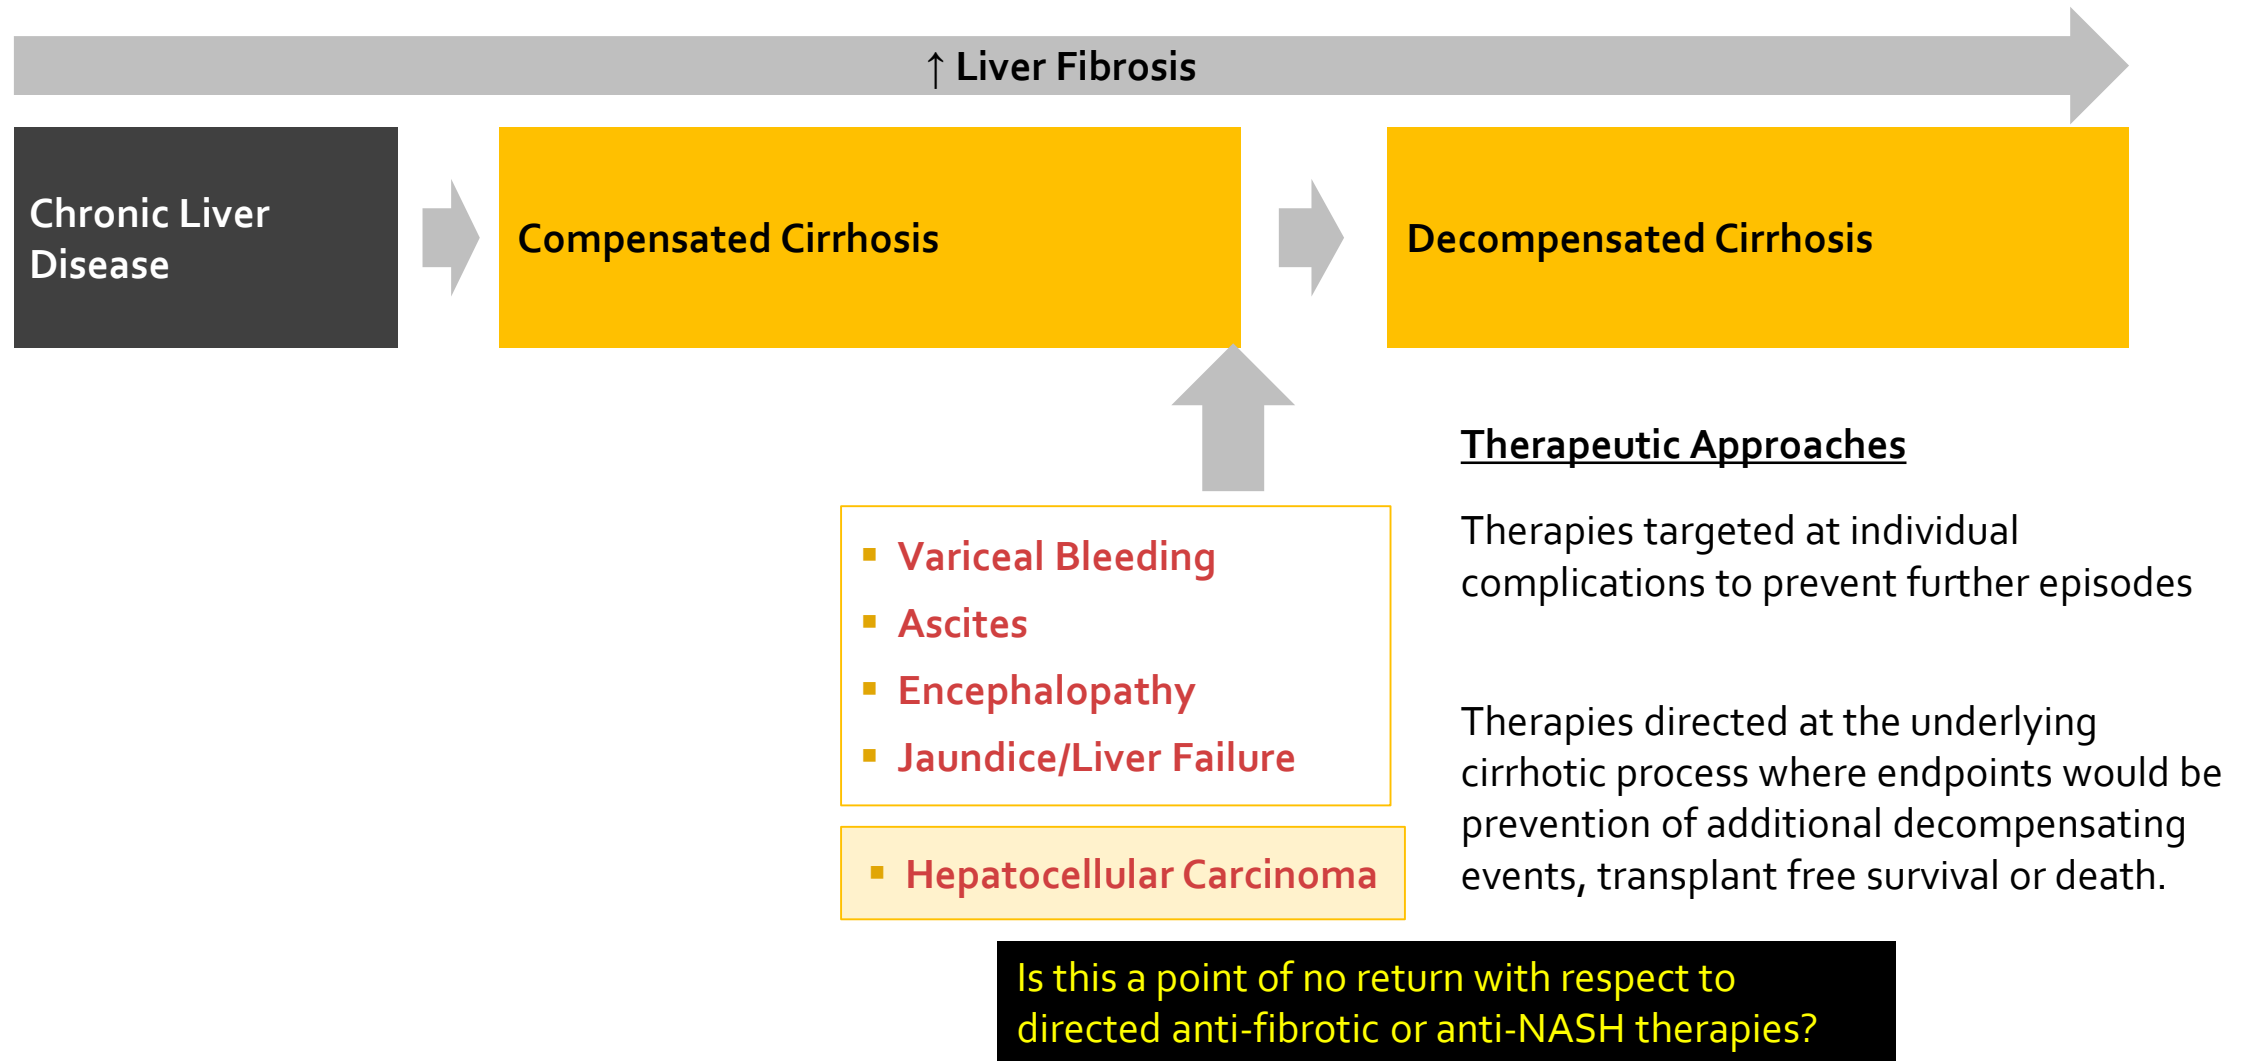 ↑ Liver Fibrosis
Chronic Liver
Disease
Compensated Cirrhosis
Decompensated Cirrhosis
▪ Variceal Bleeding
▪ Ascites
▪ Encephalopathy
▪ Jaundice/Liver Failure
▪ Hepatocellular Carcinoma
Therapeutic Approaches
Therapies targeted at individual
complications to prevent further episodes
Therapies directed at the underlying
cirrhotic process where endpoints would be
prevention of additional decompensating
events, transplant free survival or death.
Is this a point of no return with respect to
directed anti-fibrotic or anti-NASH therapies?